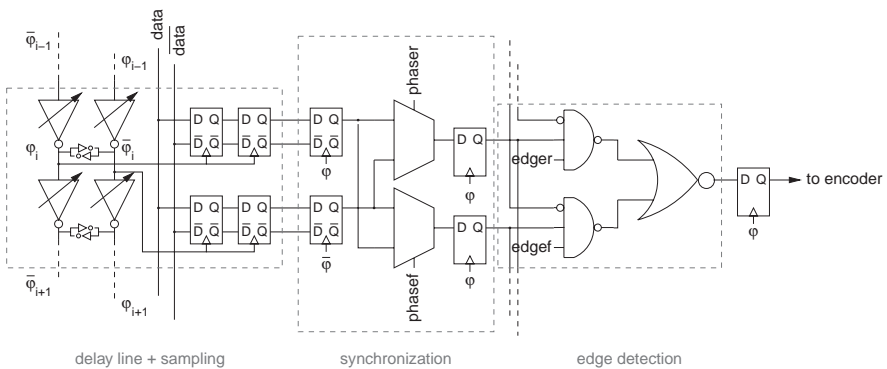 φ̅i−1
φi−1
data
data
phaser
D Q D Q D Q
D̅ Q̅ D̅ Q̅ D̅ Q̅
φ
φi
φ̅i
D Q
φ
edger
D Q
φ
to encoder
D Q D Q D Q
D̅ Q̅ D̅ Q̅ D̅ Q̅
φ̅
D Q
φ
edgef
phasef
φ̅i+1
φi+1
delay line + sampling
synchronization
edge detection